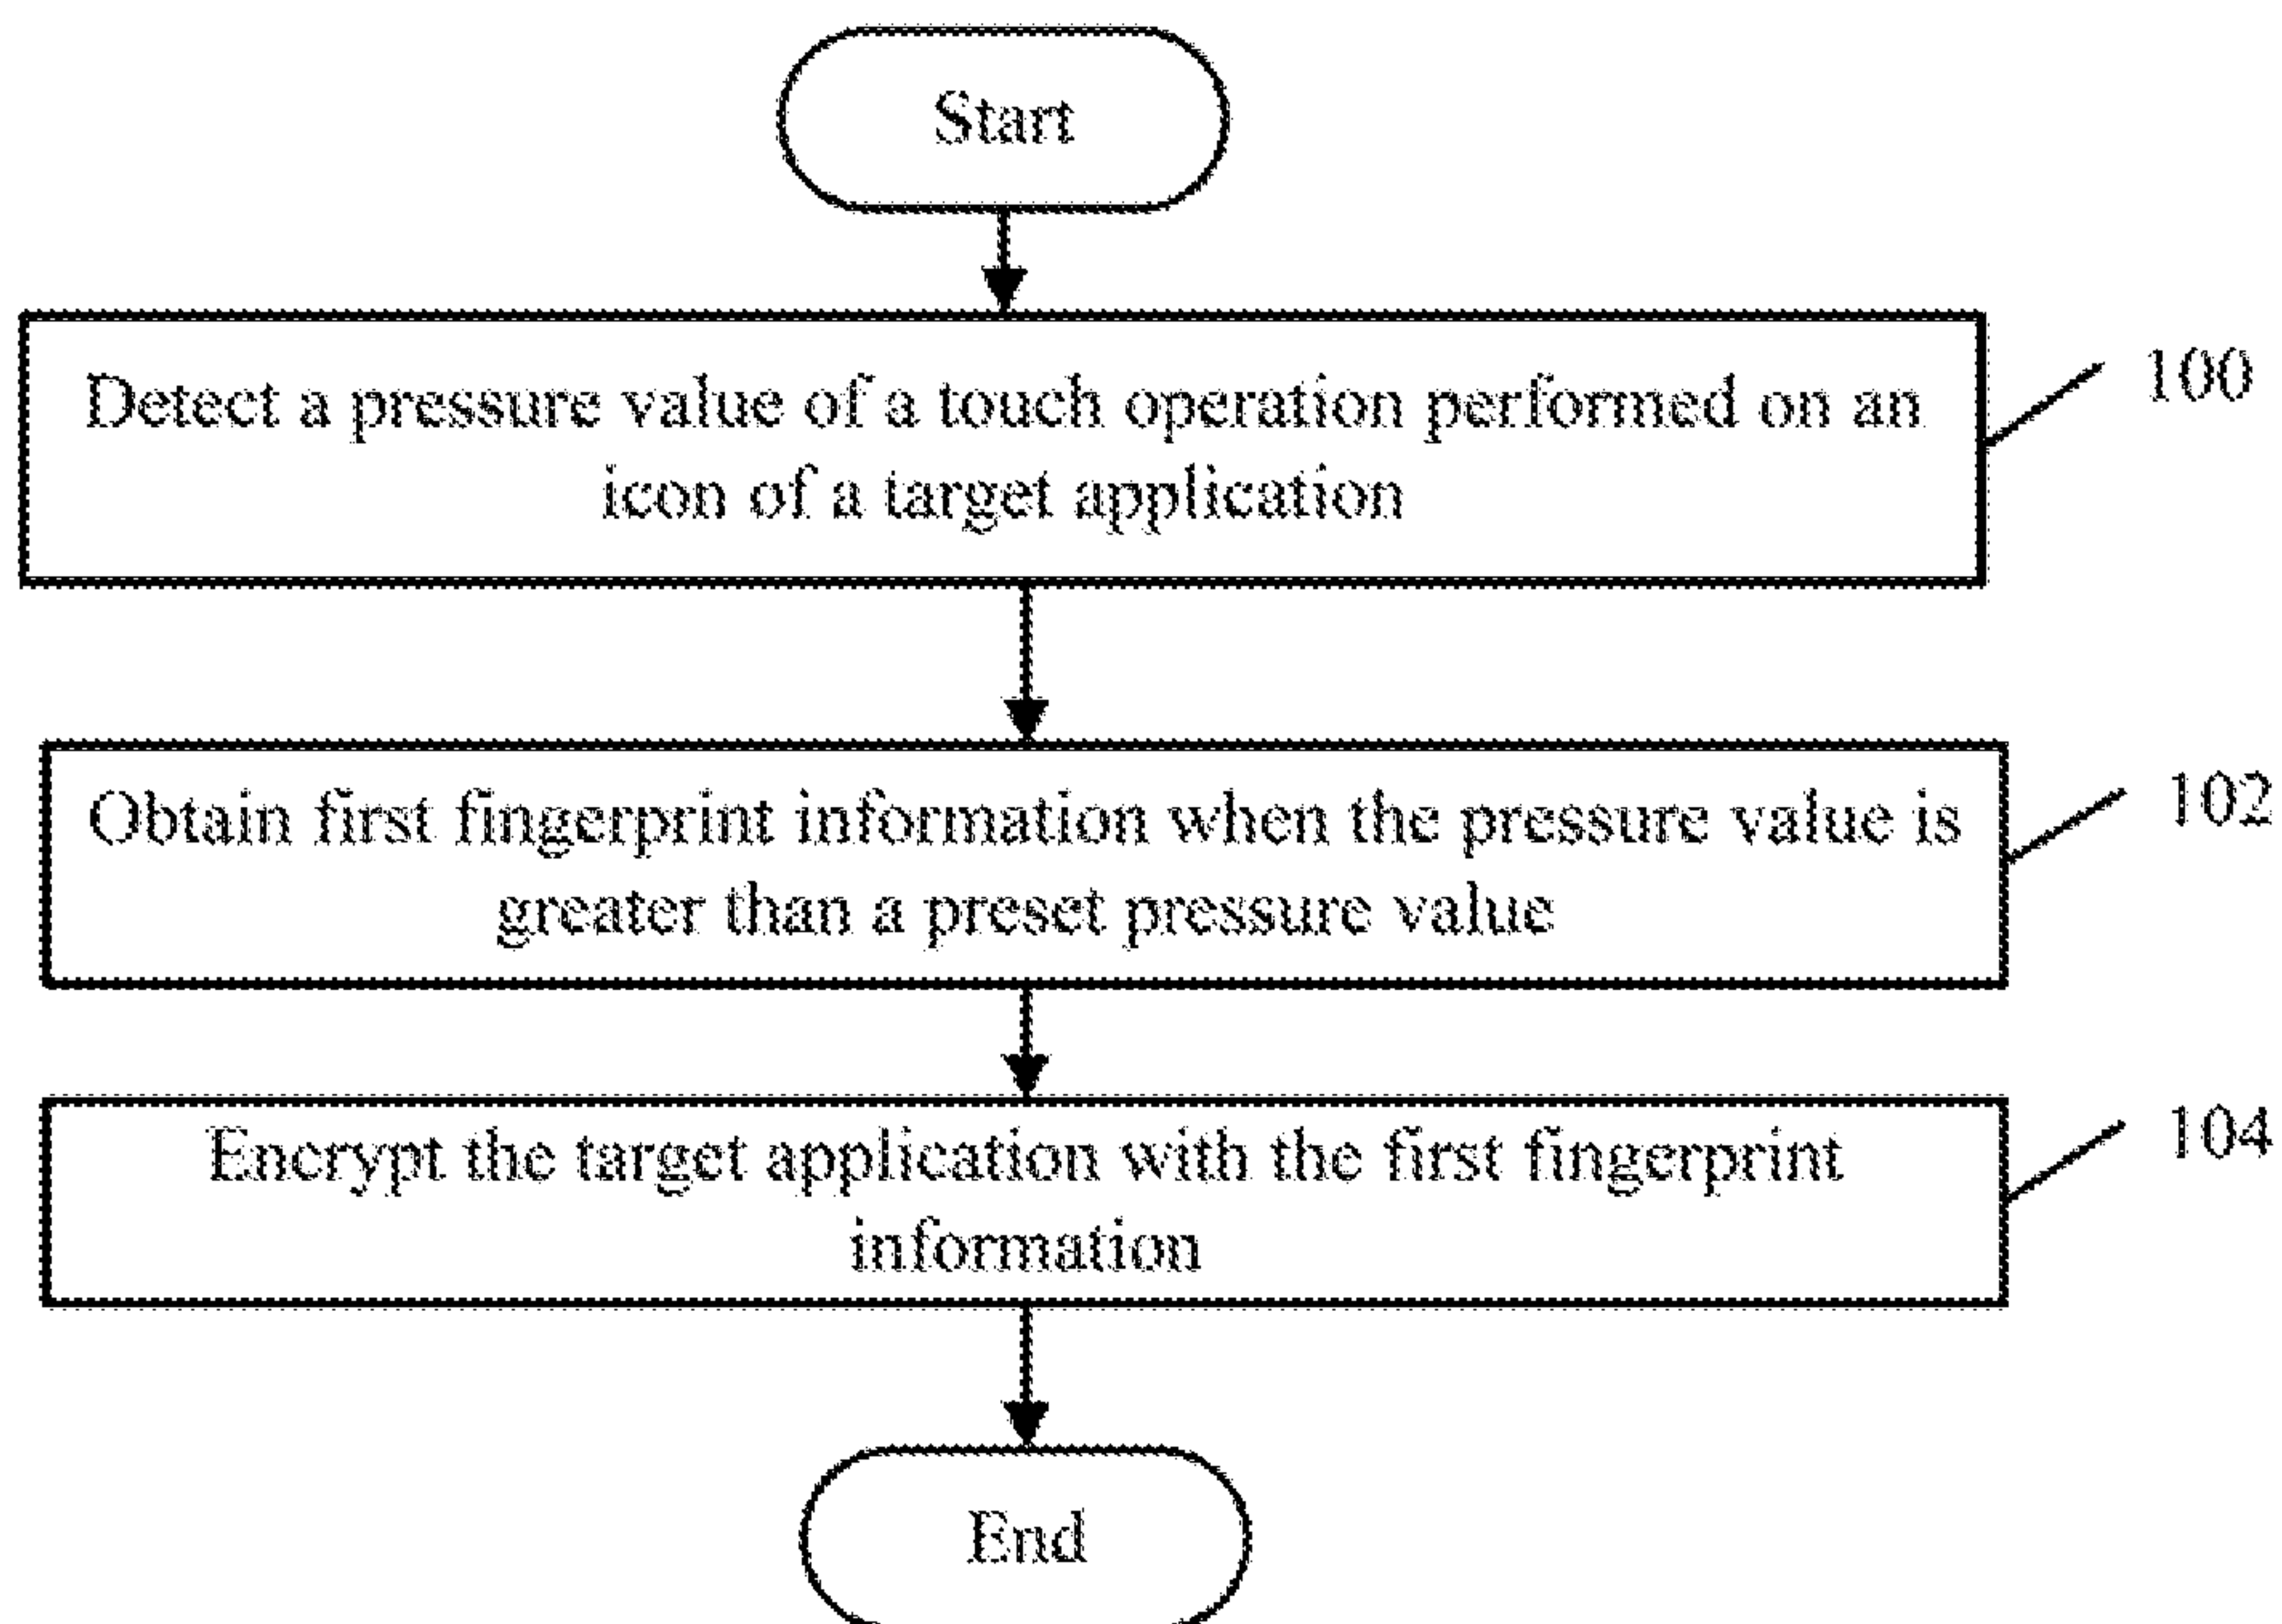 Start
Detect a pressure value of a touch operation performed on an
icon of a target application
100
Obtain first fingerprint information when the pressure value is
greater than a preset pressure value
102
Encrypt the target application with the first fingerprint
information
104
End